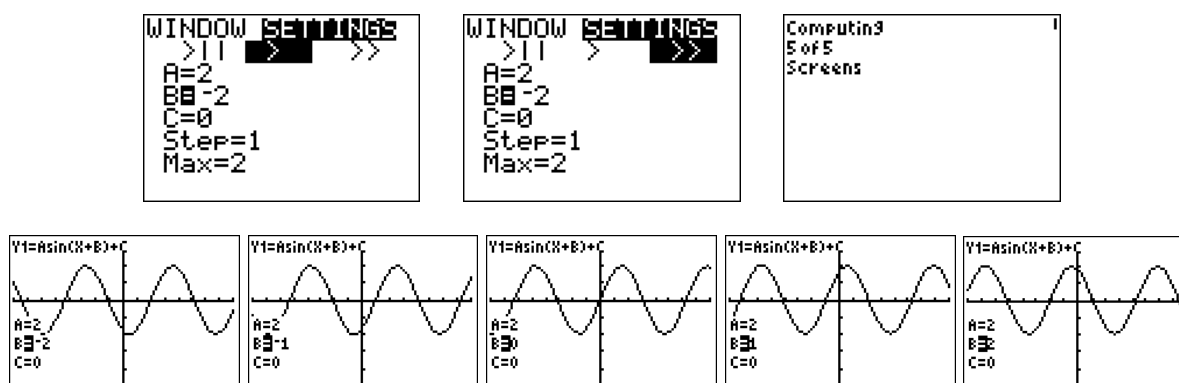 WINDOW SETTINGS
>|| > >>
A=2
B=-2
C=0
Step=1
Max=2
WINDOW SETTINGS
>|| > >>
A=2
B=-2
C=0
Step=1
Max=2
Computing
5 of 5
Screens
Y1=Asin(X+B)+C
A=2
B=-2
C=0
Y1=Asin(X+B)+C
A=2
B=-1
C=0
Y1=Asin(X+B)+C
A=2
B=0
C=0
Y1=Asin(X+B)+C
A=2
B=1
C=0
Y1=Asin(X+B)+C
A=2
B=2
C=0